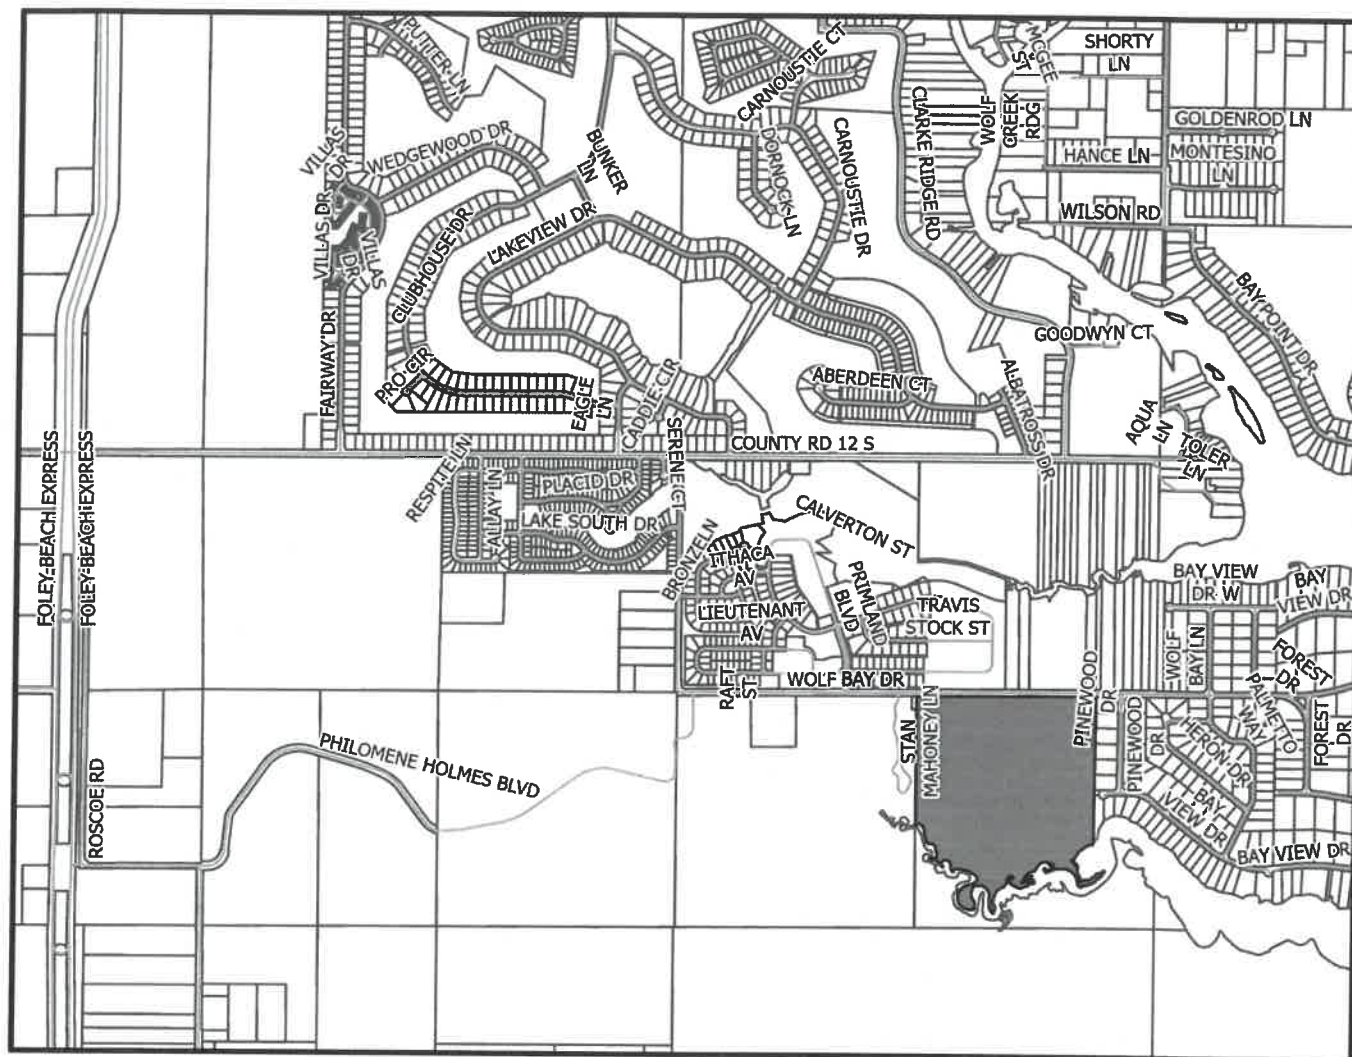 PUTTER LN
CARNOUSTIE CT
MCGEE
ST
SHORTY
LN
VILLAS
DR
WEDGEWOOD DR
BUNKER
LN
DORNOCK LN
CARNOUSTIE DR
CLARKE RIDGE RD
WOLF
CREEK
RDG
GOLDENROD LN
HANCE LN
MONTESINO
LN
WILSON RD
VILLAS DR
VILLAS
DR
CLUBHOUSE DR
LAKEVIEW DR
BAY POINT DR
GOODWYN CT
FAIRWAY DR
PRO CIR
EAGLE
LN
CADDIE CIR
ABERDEEN CT
ALBATROSS DR
AQUA
LN
TOLER
LN
FOLEY-BEACH EXPRESS
FOLEY-BEACH EXPRESS
COUNTY RD 12 S
SERENE CT
RESPITE LN
FALLAY LN
PLACID DR
LAKE SOUTH DR
CALVERTON ST
BRONZE LN
ITHACA
AV
LIEUTENANT
AV
PRIMLAND
BLVD
TRAVIS
STOCK ST
BAY VIEW
DR W
BAY
VIEW DR
WOLF
BAY LN
FOREST
DR
RAFT
ST
WOLF BAY DR
STAN
MAHONEY LN
PINEWOOD
DR
PINEWOOD
DR
HERON DR
PALMETTO
WAY
FOREST
DR
BAY
VIEW DR
BAY VIEW DR
PHILOMENE HOLMES BLVD
ROSCOE RD